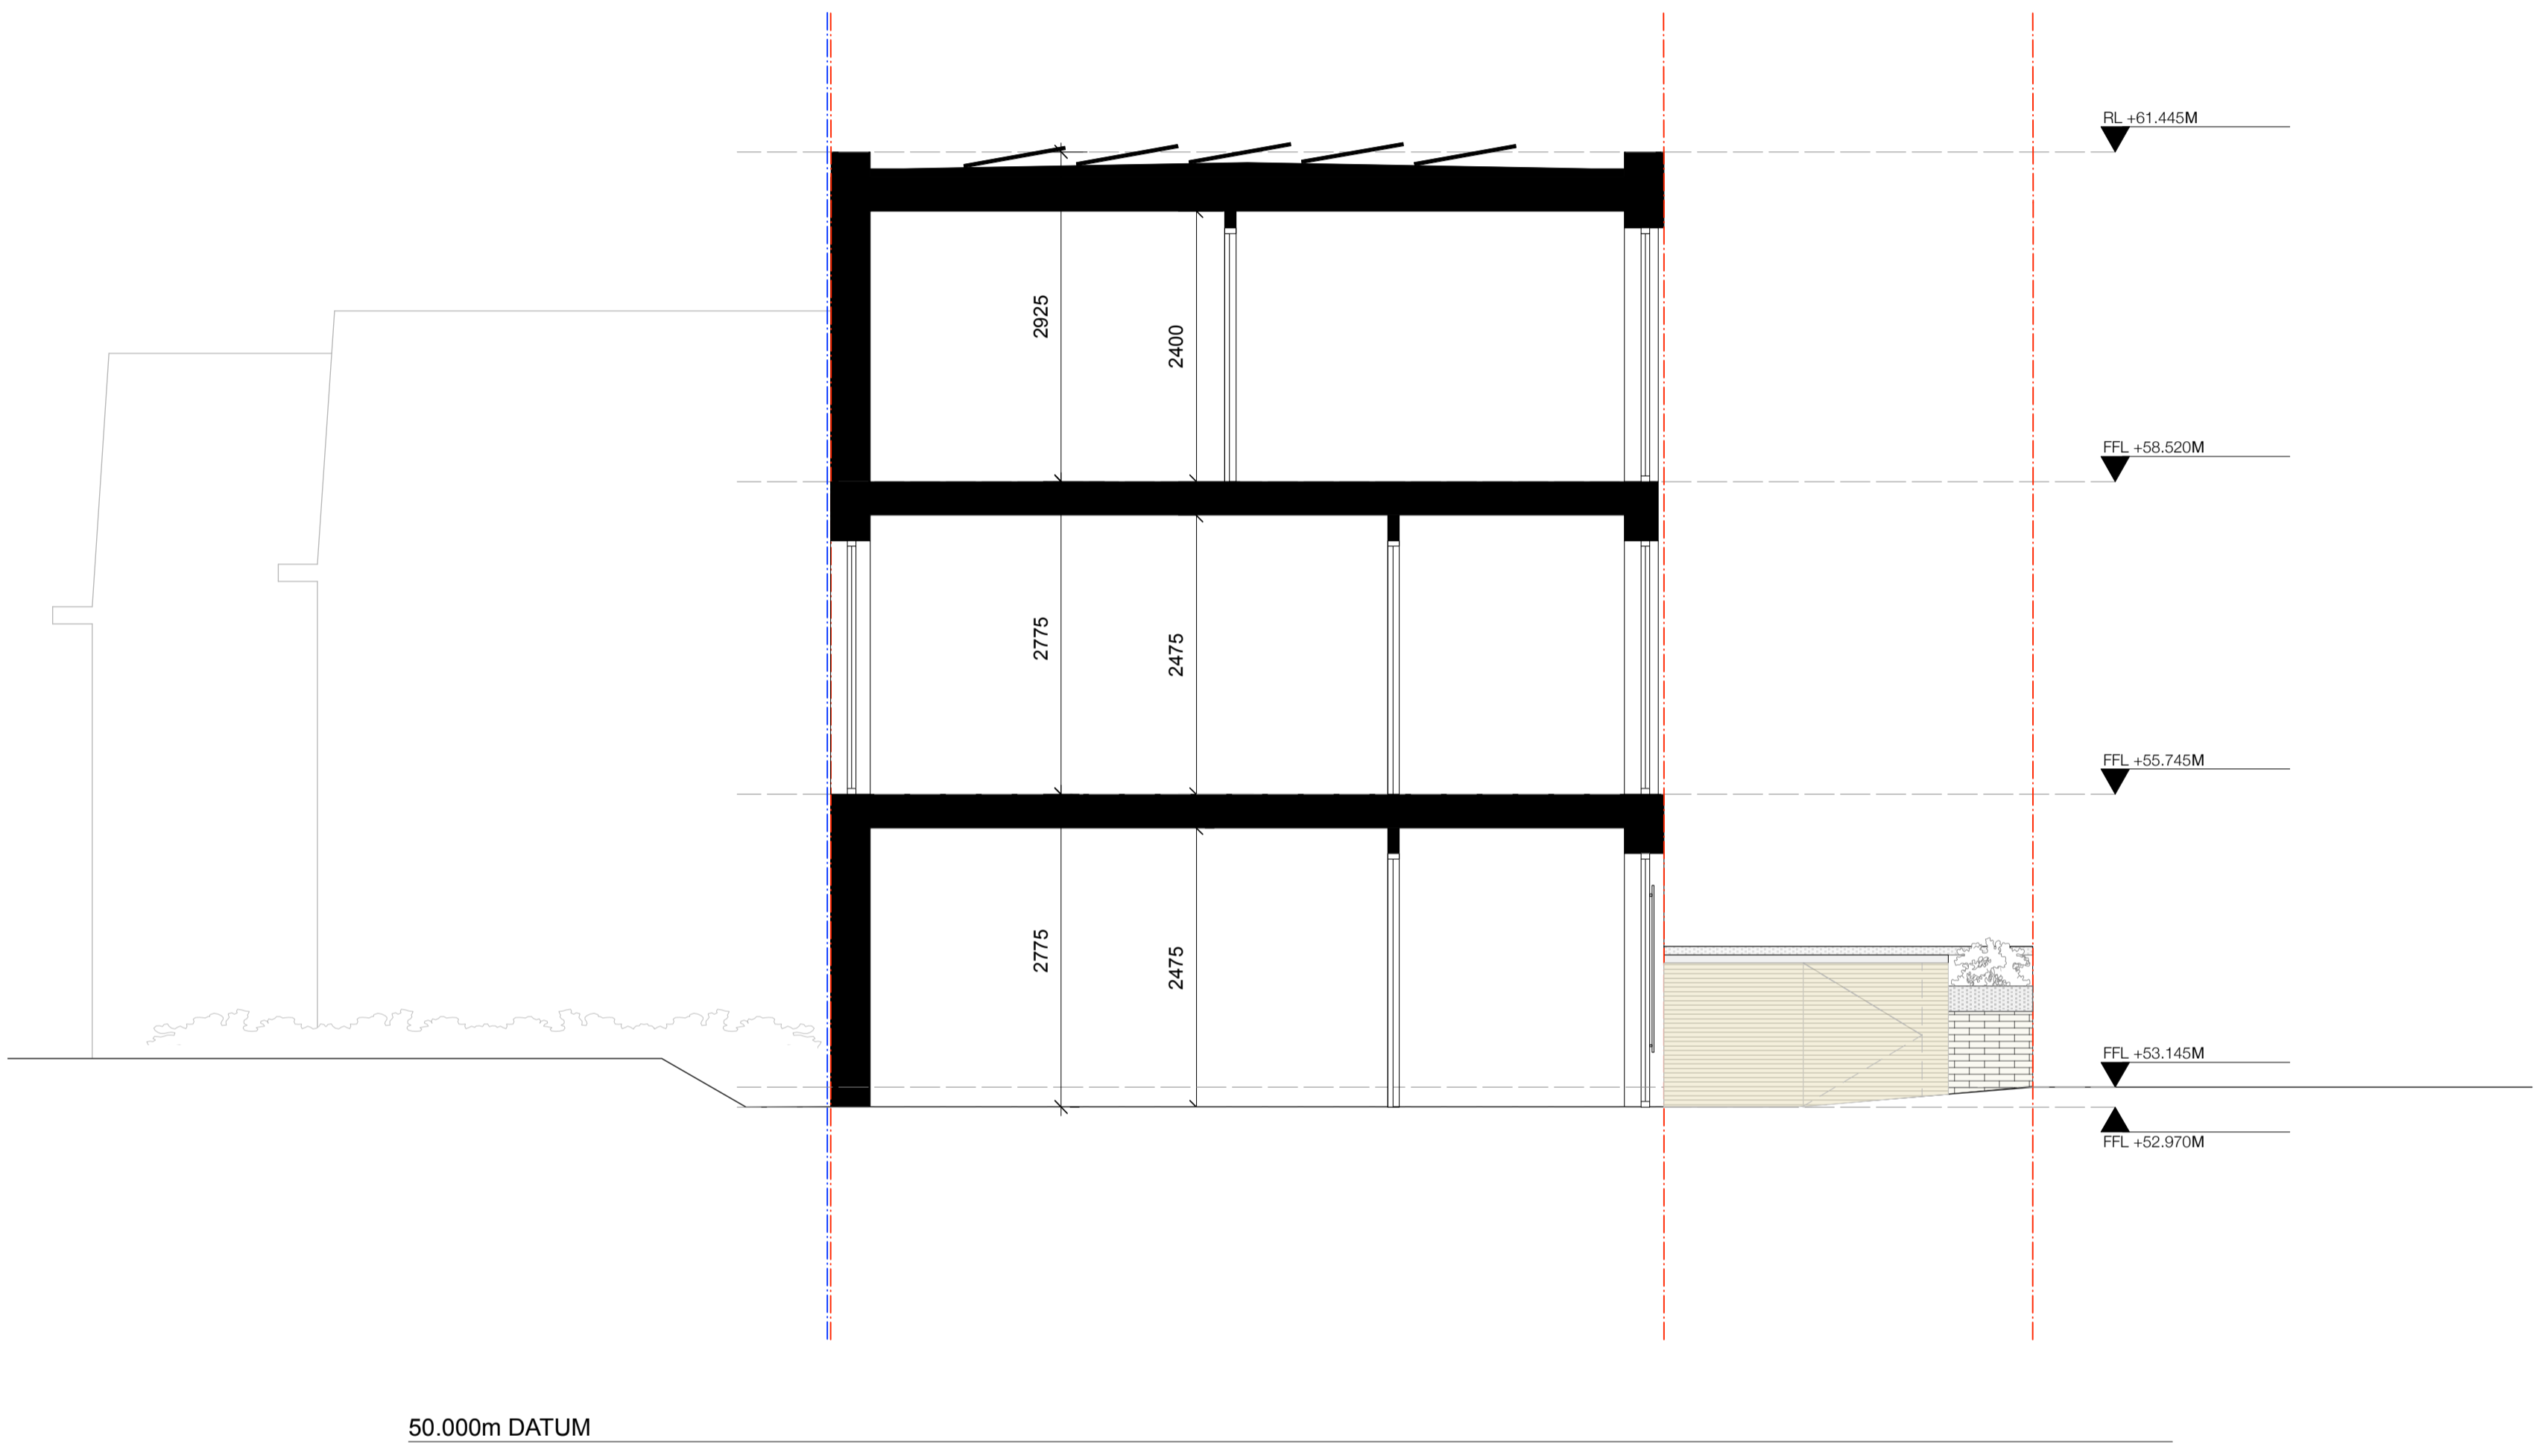 RL +61.445M
2925
2400
FFL +58.520M
2775
2475
FFL +55.745M
2775
2475
FFL +53.145M
FFL +52.970M
50.000m DATUM